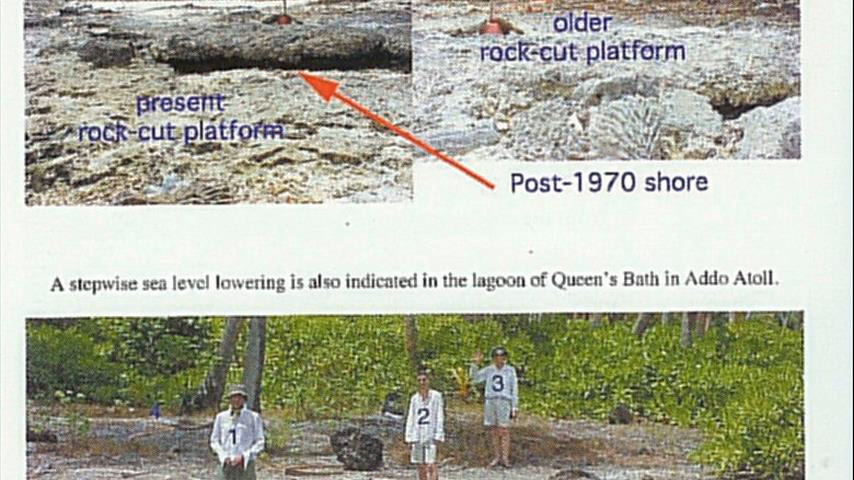 older
rock-cut platform
present
rock-cut platform
Post-1970 shore
A stepwise sea level lowering is also indicated in the lagoon of Queen's Bath in Addo Atoll.
1
2
3